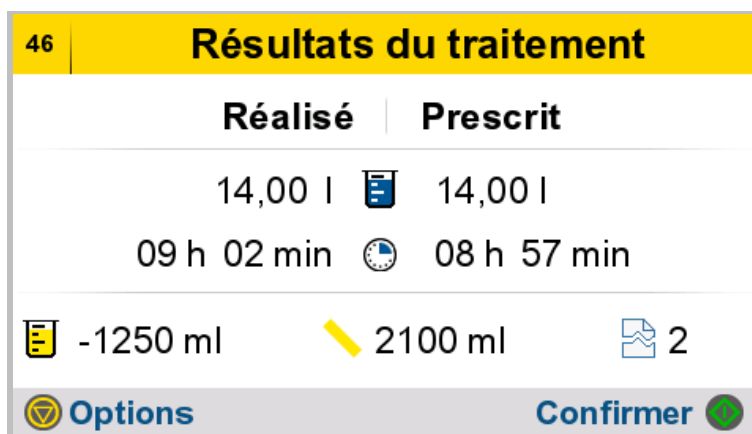 46 Résultats du traitement
Réalisé Prescrit
14,00 l 14,00 l
09 h 02 min 08 h 57 min
-1250 ml 2100 ml 2
Options Confirmer